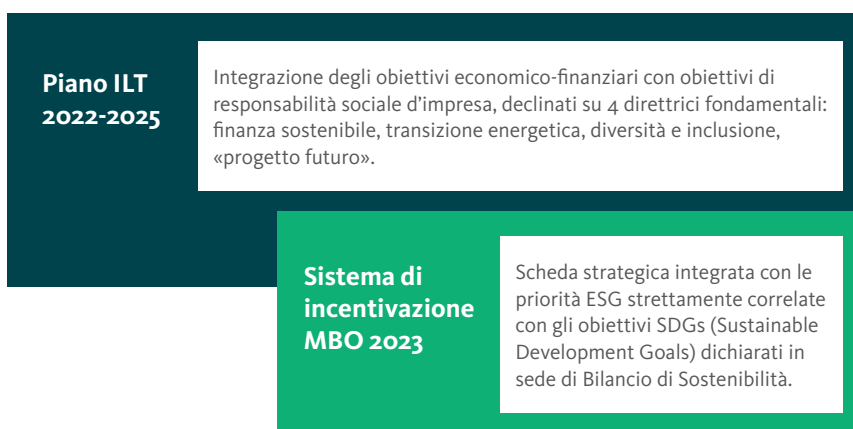 Piano ILT
2022-2025
Integrazione degli obiettivi economico-finanziari con obiettivi di
responsabilità sociale d’impresa, declinati su 4 direttrici fondamentali:
finanza sostenibile, transizione energetica, diversità e inclusione,
«progetto futuro».
Sistema di
incentivazione
MBO 2023
Scheda strategica integrata con le
priorità ESG strettamente correlate
con gli obiettivi SDGs (Sustainable
Development Goals) dichiarati in
sede di Bilancio di Sostenibilità.